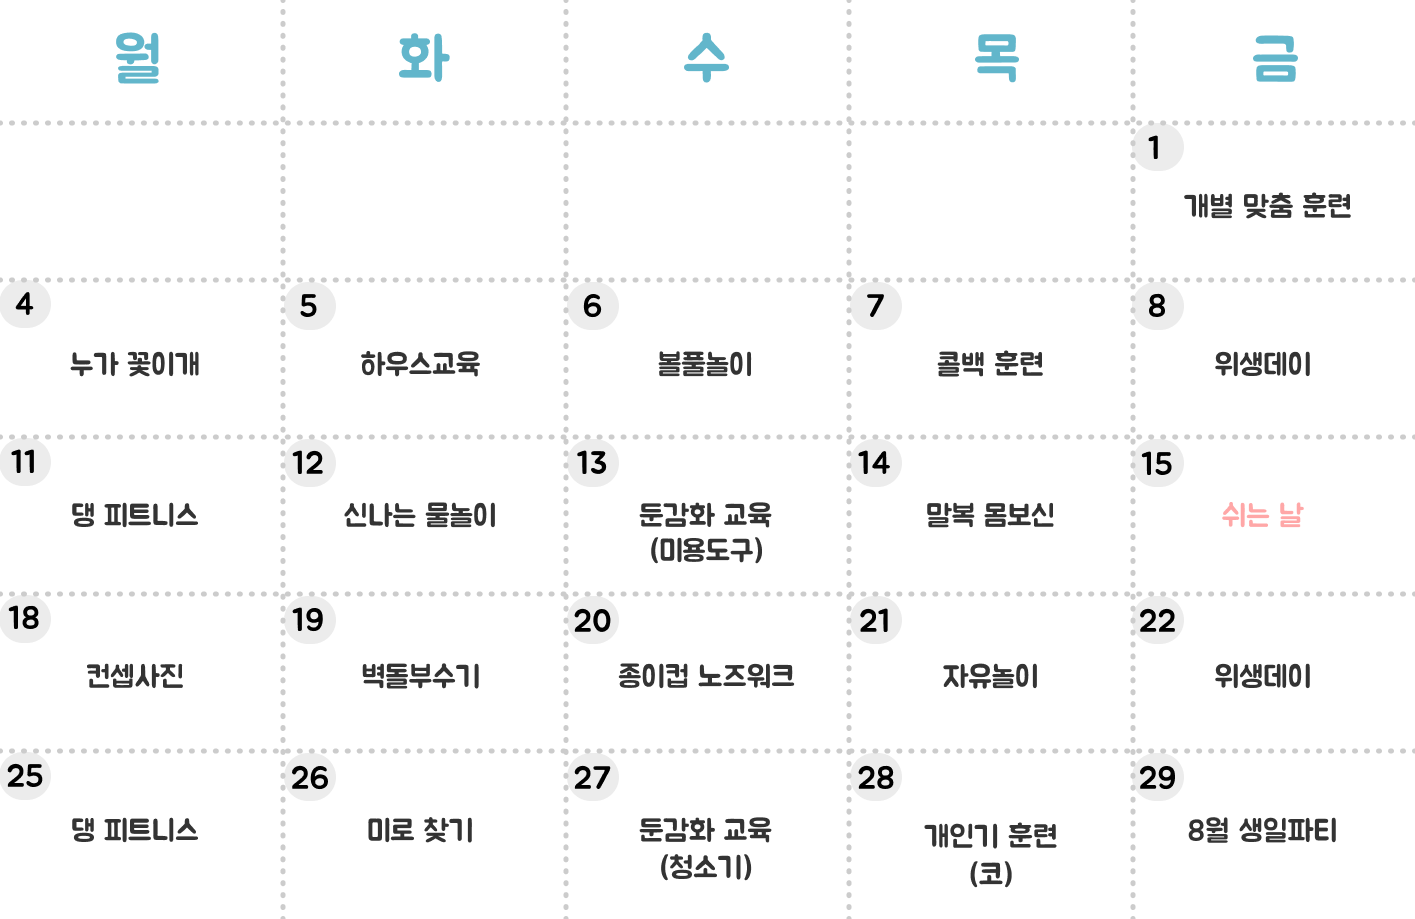 월 화 수 목 금
1
개별 맞춤 훈련
4 5 6 7 8
누가 꽃이개 하우스교육 볼풀놀이 콜백 훈련 위생데이
11 12 13 14 15
댕 피트니스 신나는 물놀이 둔감화 교육 말복 몸보신 쉬는 날
(미용도구)
18 19 20 21 22
컨셉사진 벽돌부수기 종이컵 노즈워크 자유놀이 위생데이
25 26 27 28 29
댕 피트니스 미로 찾기 둔감화 교육 개인기 훈련 8월 생일파티
(청소기) (코)